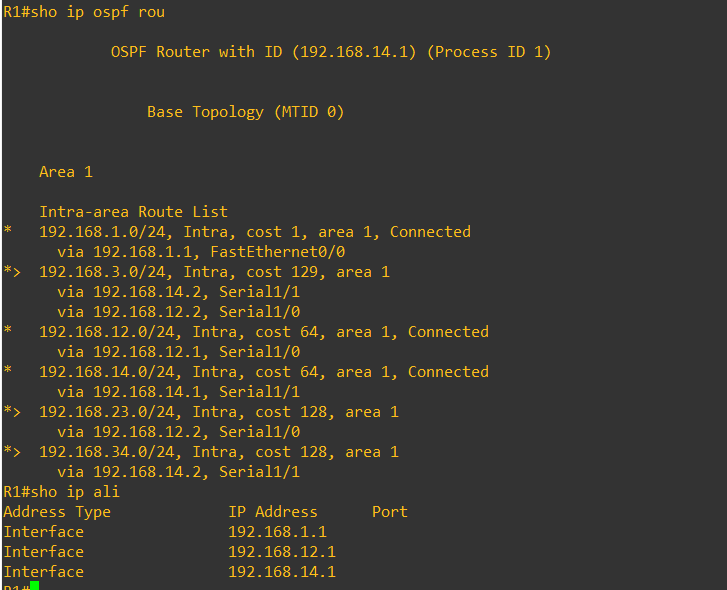 R1#sho ip ospf rou
OSPF Router with ID (192.168.14.1) (Process ID 1)
Base Topology (MTID 0)
Area 1
Intra-area Route List
*   192.168.1.0/24, Intra, cost 1, area 1, Connected
via 192.168.1.1, FastEthernet0/0
*>  192.168.3.0/24, Intra, cost 129, area 1
via 192.168.14.2, Serial1/1
via 192.168.12.2, Serial1/0
*   192.168.12.0/24, Intra, cost 64, area 1, Connected
via 192.168.12.1, Serial1/0
*   192.168.14.0/24, Intra, cost 64, area 1, Connected
via 192.168.14.1, Serial1/1
*>  192.168.23.0/24, Intra, cost 128, area 1
via 192.168.12.2, Serial1/0
*>  192.168.34.0/24, Intra, cost 128, area 1
via 192.168.14.2, Serial1/1
R1#sho ip ali
Address Type             IP Address      Port
Interface                192.168.1.1
Interface                192.168.12.1
Interface                192.168.14.1
R1#